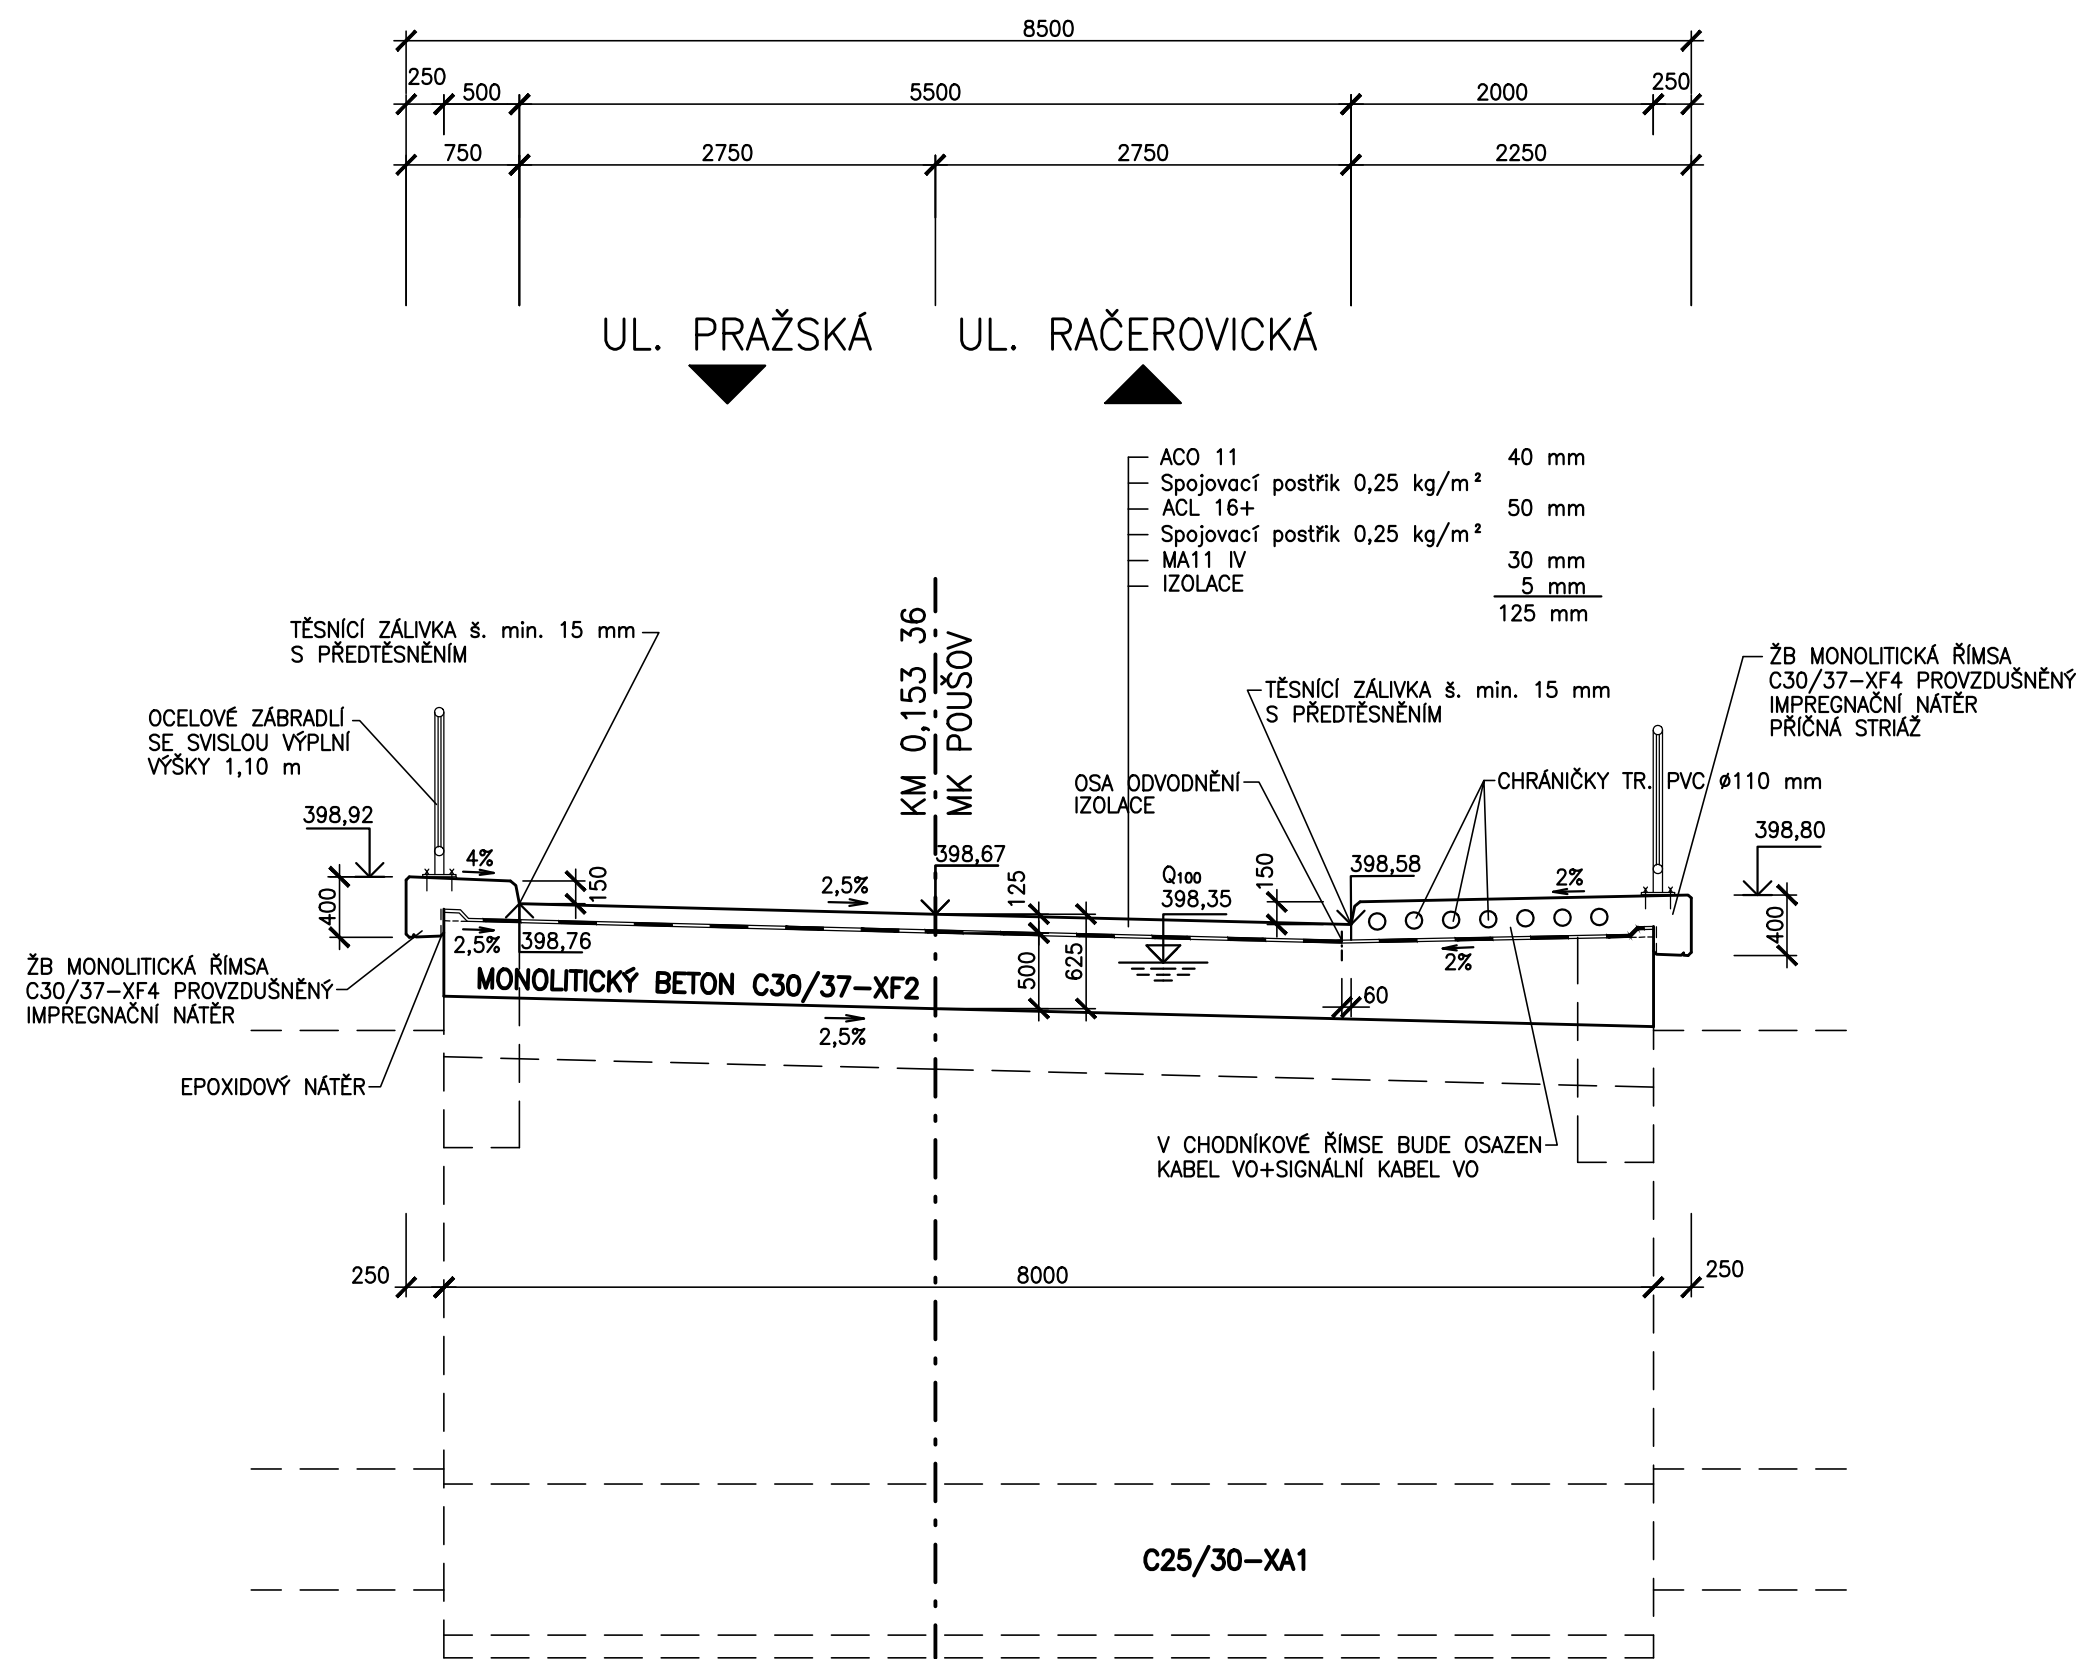 8500
250
500
5500
2000
250
750
2750
2750
2250
UL. PRAŽSKÁ
UL. RAČEROVICKÁ
ACO 11 40 mm
Spojovací postřik 0,25 kg/m²
ACL 16+ 50 mm
Spojovací postřik 0,25 kg/m²
MA11 IV 30 mm
IZOLACE 5 mm
125 mm
KM 0,153 36
MK POUŠOV
TĚSNÍCÍ ZÁLIVKA š. min. 15 mm
S PŘEDTĚSNĚNÍM
ŽB MONOLITICKÁ ŘÍMSA
C30/37-XF4 PROVZDUŠNĚNÝ
IMPREGNAČNÍ NÁTĚR
PŘÍČNÁ STRIÁŽ
TĚSNÍCÍ ZÁLIVKA š. min. 15 mm
S PŘEDTĚSNĚNÍM
OCELOVÉ ZÁBRADLÍ
SE SVISLOU VÝPLNÍ
VÝŠKY 1,10 m
OSA ODVODNĚNÍ
IZOLACE
CHRÁNIČKY TR. PVC ø110 mm
398,92
398,80
4%
150
2,5%
398,67
125
Q100
398,35
150
398,58
2%
400
400
2,5%
398,76
500
625
2%
MONOLITICKÝ BETON C30/37-XF2
60
2,5%
ŽB MONOLITICKÁ ŘÍMSA
C30/37-XF4 PROVZDUŠNĚNÝ
IMPREGNAČNÍ NÁTĚR
EPOXIDOVÝ NÁTĚR
V CHODNÍKOVÉ ŘÍMSE BUDE OSAZEN
KABEL VO+SIGNÁLNÍ KABEL VO
250
8000
250
C25/30-XA1